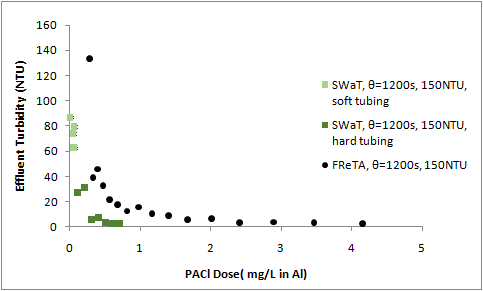 160
140
120
100
80
60
40
20
0
Effluent Turbidity (NTU)
0 1 2 3 4 5
PACl Dose( mg/L in Al)
SWaT, θ=1200s, 150NTU,
soft tubing
SWaT, θ=1200s, 150NTU,
hard tubing
FReTA, θ=1200s, 150NTU